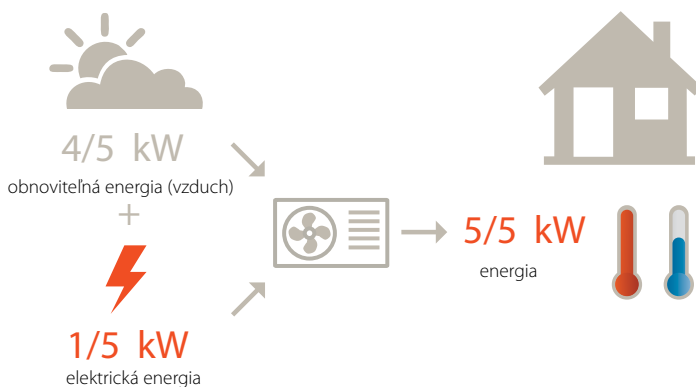 4/5 kW
obnoviteľná energia (vzduch)
+
1/5 kW
elektrická energia
5/5 kW
energia